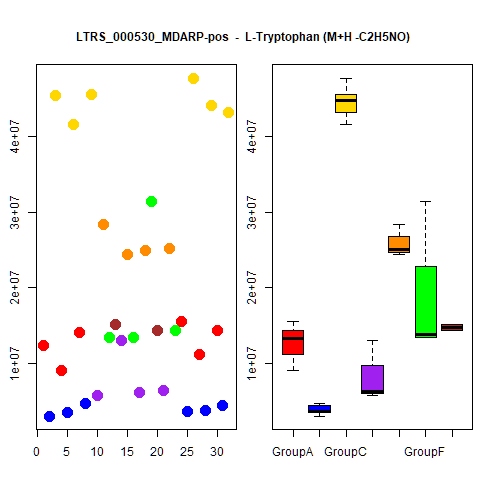 LTRS_000530_MDARP-pos - L-Tryptophan (M+H -C2H5NO)
4e+07
4e+07
3e+07
3e+07
2e+07
2e+07
1e+07
1e+07
0 5 10 15 20 25 30
GroupA GroupC GroupF